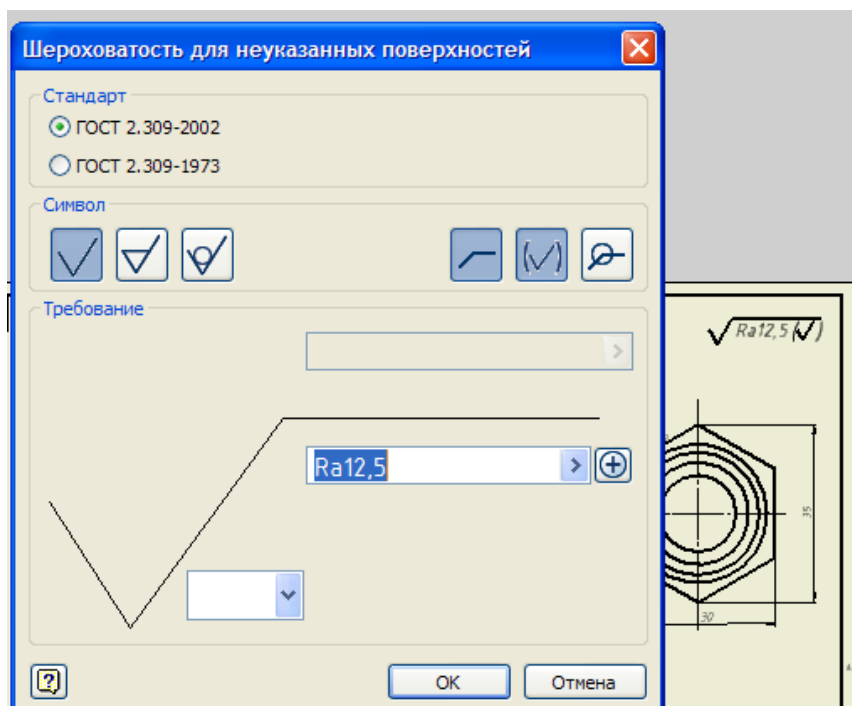 Шероховатость для неуказанных поверхностей
Стандарт
ГОСТ 2.309-2002
ГОСТ 2.309-1973
Символ
Требование
Ra12,5
OK
Отмена
Ra12,5 (√)
35
30